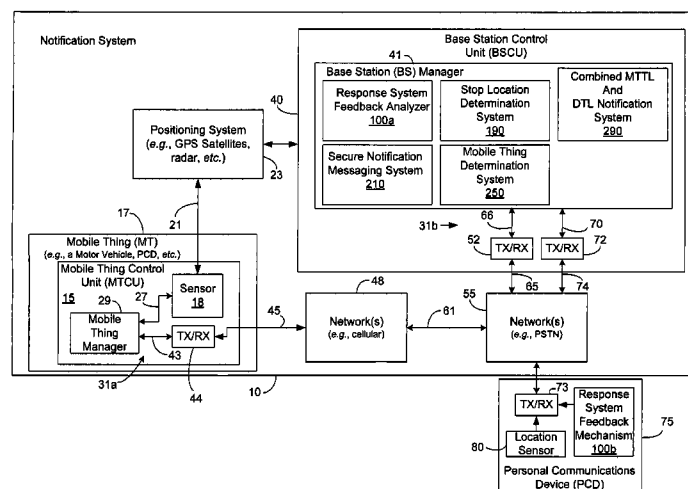 Notification System
Base Station Control
Unit (BSCU)
41
Base Station (BS) Manager
Response System
Feedback Analyzer
100a
Stop Location
Determination
System
190
Combined MTTL
And
DTL Notification
System
290
Secure Notification
Messaging System
210
Mobile Thing
Determination
System
250
40
Positioning System
(e.g., GPS Satellites,
radar, etc.)
23
17
21
31b
66
70
52
TX/RX
TX/RX
72
65
74
Mobile Thing (MT)
(e.g., a Motor Vehicle, PCD, etc.)
Mobile Thing Control
Unit (MTCU)
15
29
27
Sensor
18
Mobile
Thing
Manager
43
TX/RX
31a
44
45
48
Network(s)
(e.g., cellular)
61
55
Network(s)
(e.g., PSTN)
10
73
TX/RX
Response
System
Feedback
Mechanism
100b
75
80
Location
Sensor
Personal Communications
Device (PCD)